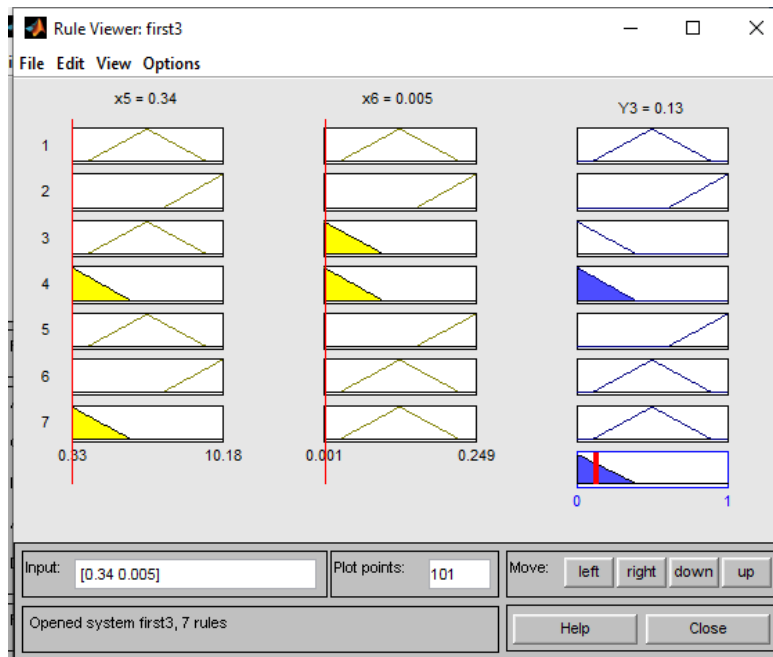 Rule Viewer: first3
File Edit View Options
x5 = 0.34
x6 = 0.005
Y3 = 0.13
1
2
3
4
5
6
7
0.33
10.18
0.001
0.249
0
1
Input:
[0.34 0.005]
Plot points:
101
Move:
left
right
down
up
Opened system first3, 7 rules
Help
Close